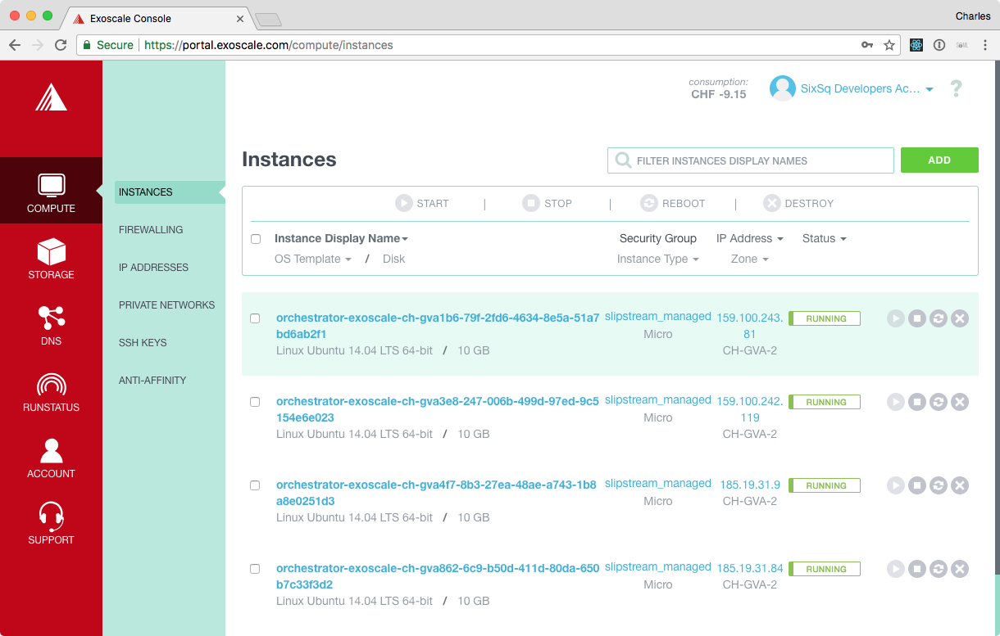 Exoscale Console
Charles
Secure
https://portal.exoscale.com/compute/instances
consumption:
CHF -9.15
SixSq Developers Ac...
?
COMPUTE
STORAGE
DNS
RUNSTATUS
ACCOUNT
SUPPORT
INSTANCES
FIREWALLING
IP ADDRESSES
PRIVATE NETWORKS
SSH KEYS
ANTI-AFFINITY
Instances
FILTER INSTANCES DISPLAY NAMES
ADD
START | STOP | REBOOT | DESTROY
Instance Display Name Security Group IP Address Status
OS Template / Disk Instance Type Zone
orchestrator-exoscale-ch-gva1b6-79f-2fd6-4634-8e5a-51a7 slipstream_managed 159.100.243. RUNNING
bd6ab2f1 Micro 81
Linux Ubuntu 14.04 LTS 64-bit / 10 GB CH-GVA-2
orchestrator-exoscale-ch-gva3e8-247-006b-499d-97ed-9c5 slipstream_managed 159.100.242. RUNNING
154e6e023 Micro 119
Linux Ubuntu 14.04 LTS 64-bit / 10 GB CH-GVA-2
orchestrator-exoscale-ch-gva4f7-8b3-27ea-48ae-a743-1b8 slipstream_managed 185.19.31.9 RUNNING
a8e0251d3 Micro CH-GVA-2
Linux Ubuntu 14.04 LTS 64-bit / 10 GB
orchestrator-exoscale-ch-gva862-6c9-b50d-411d-80da-650 slipstream_managed 185.19.31.84 RUNNING
b7c33f3d2 Micro CH-GVA-2
Linux Ubuntu 14.04 LTS 64-bit / 10 GB